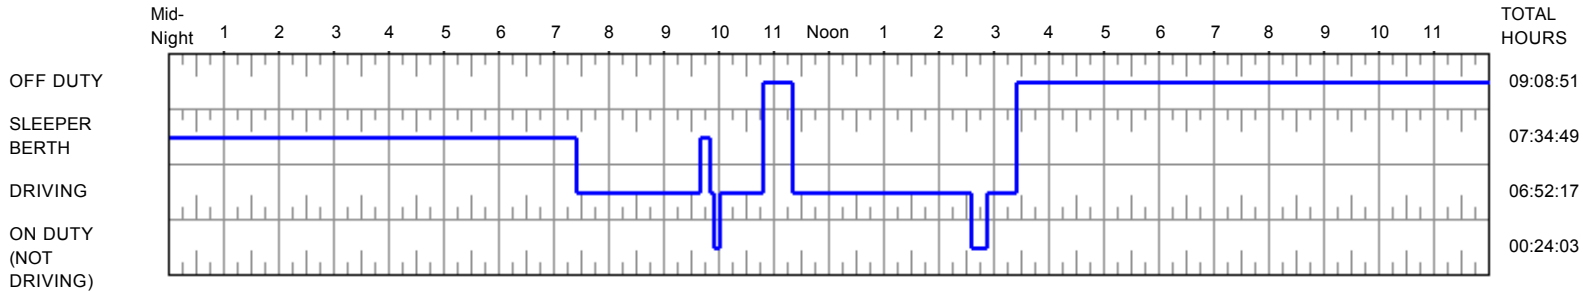 Mid-
Night 1 2 3 4 5 6 7 8 9 10 11 Noon 1 2 3 4 5 6 7 8 9 10 11
TOTAL
HOURS
OFF DUTY 09:08:51
SLEEPER
BERTH 07:34:49
DRIVING 06:52:17
ON DUTY
(NOT
DRIVING) 00:24:03